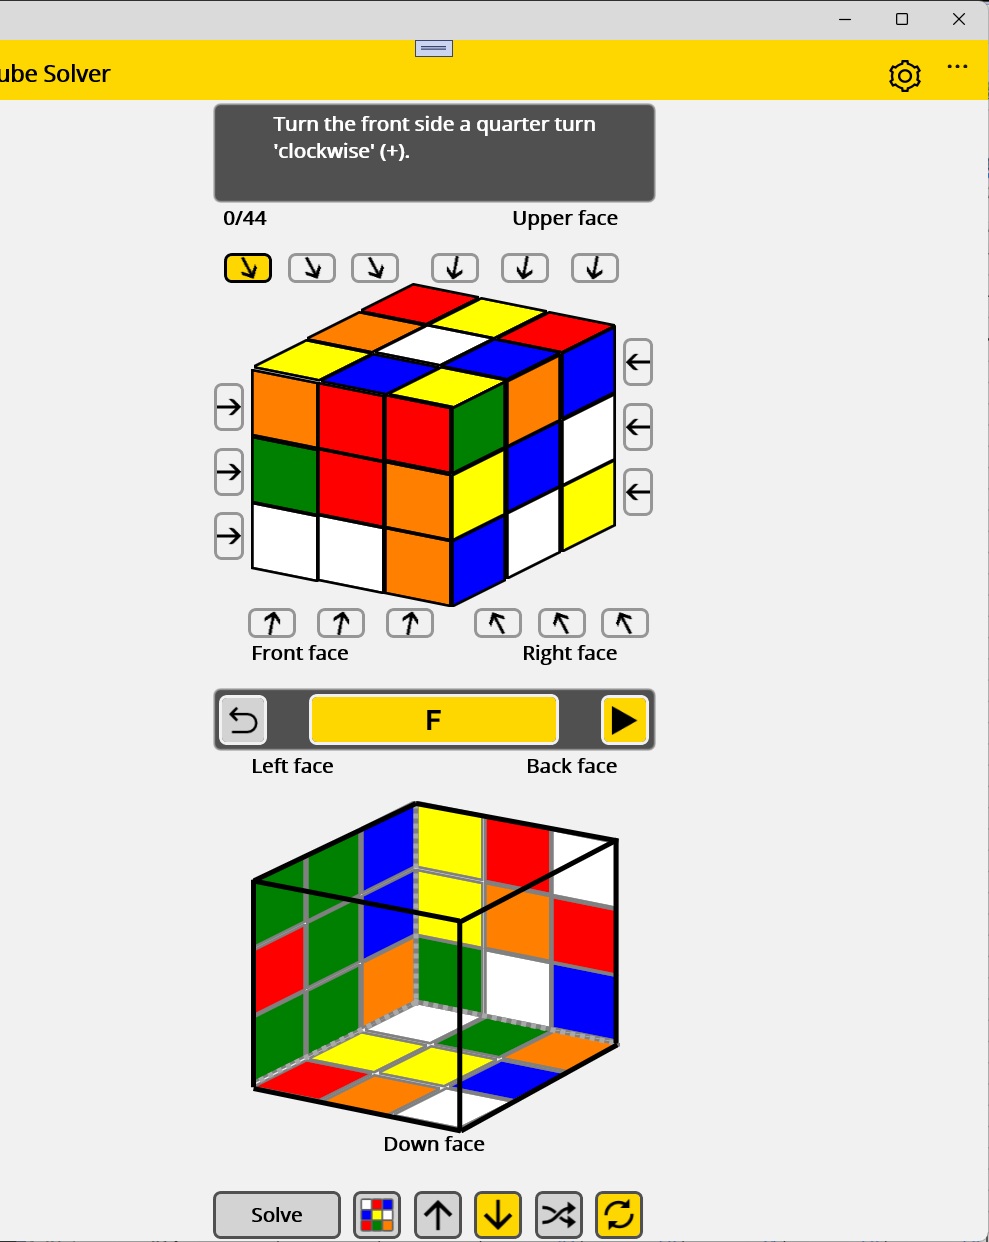 ube Solver
Turn the front side a quarter turn
'clockwise' (+).
0/44
Upper face
Front face
Right face
F
Left face
Back face
Down face
Solve